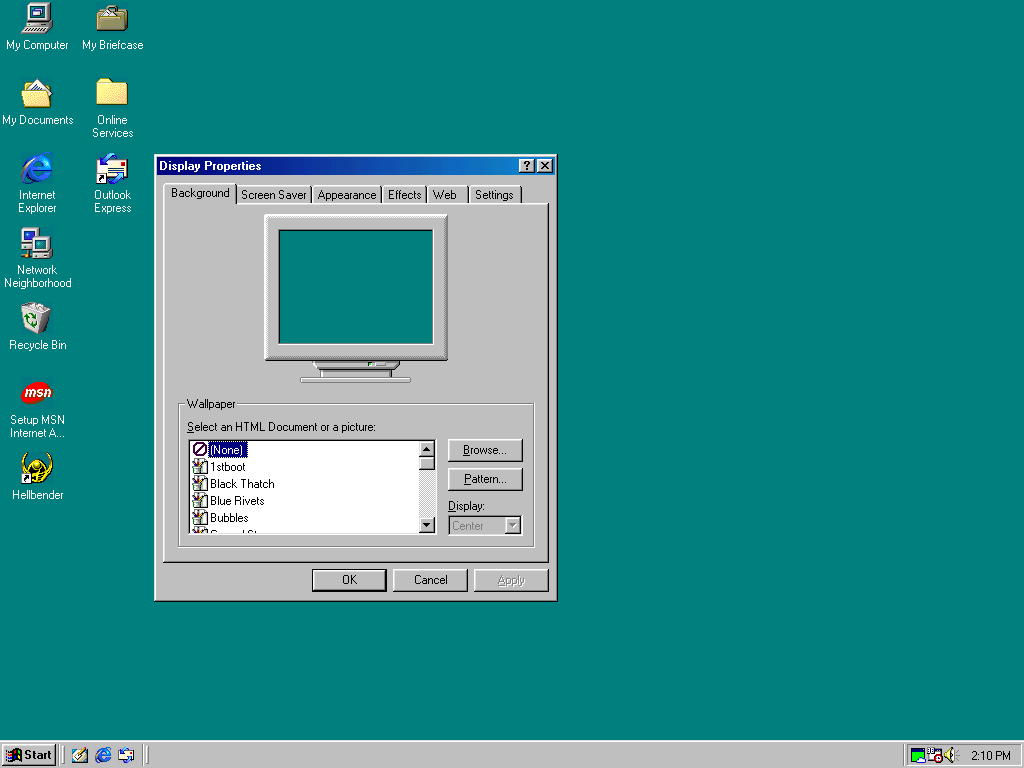 My Computer
My Briefcase
My Documents
Online
Services
Internet
Explorer
Outlook
Express
Network
Neighborhood
Recycle Bin
msn
Setup MSN
Internet A...
Hellbender
Display Properties
Background
Screen Saver
Appearance
Effects
Web
Settings
Wallpaper
Select an HTML Document or a picture:
(None)
1stboot
Black Thatch
Blue Rivets
Bubbles
Browse...
Pattern...
Display:
Center
OK
Cancel
Apply
Start
2:10 PM